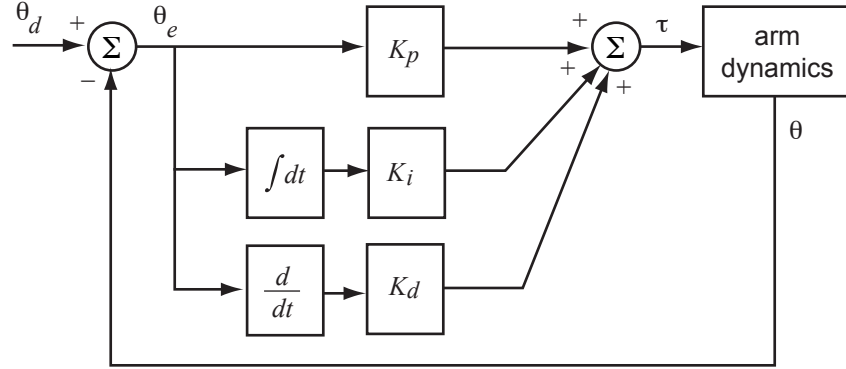 θ_d + Σ θ_e K_p + Σ τ arm dynamics
− + +
∫ dt K_i θ
d/dt K_d